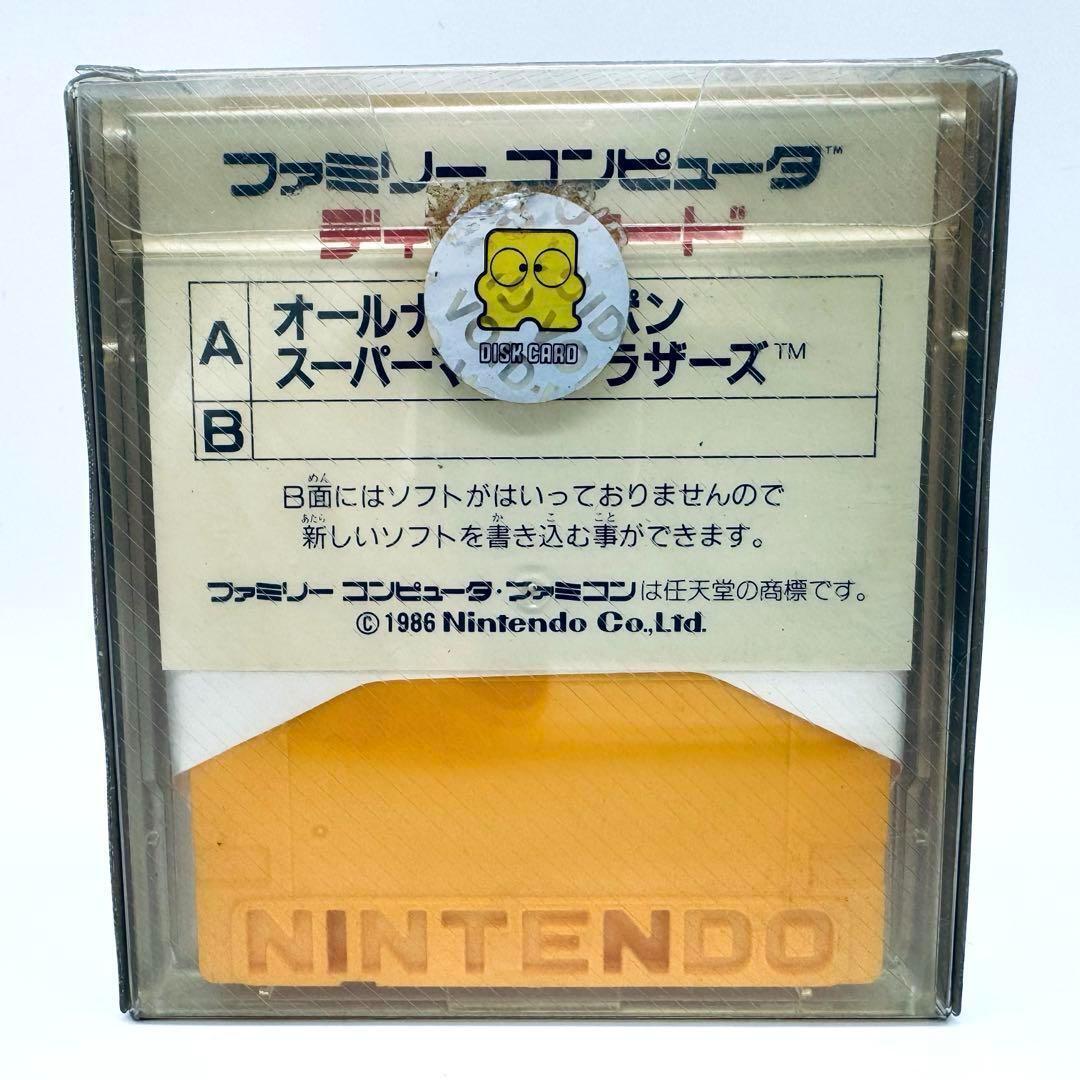 ファミリー コンピュータ™
ディ ード
A
オールナ ポン
スーパーマ ラザーズ™
DISK CARD
B
B面にはソフトがはいっておりませんので
めん
新しいソフトを書き込む事ができます。
あたら か こ こと
ファミリー コンピュータ・ファミコンは任天堂の商標です。
© 1986 Nintendo Co.,Ltd.
NINTENDO